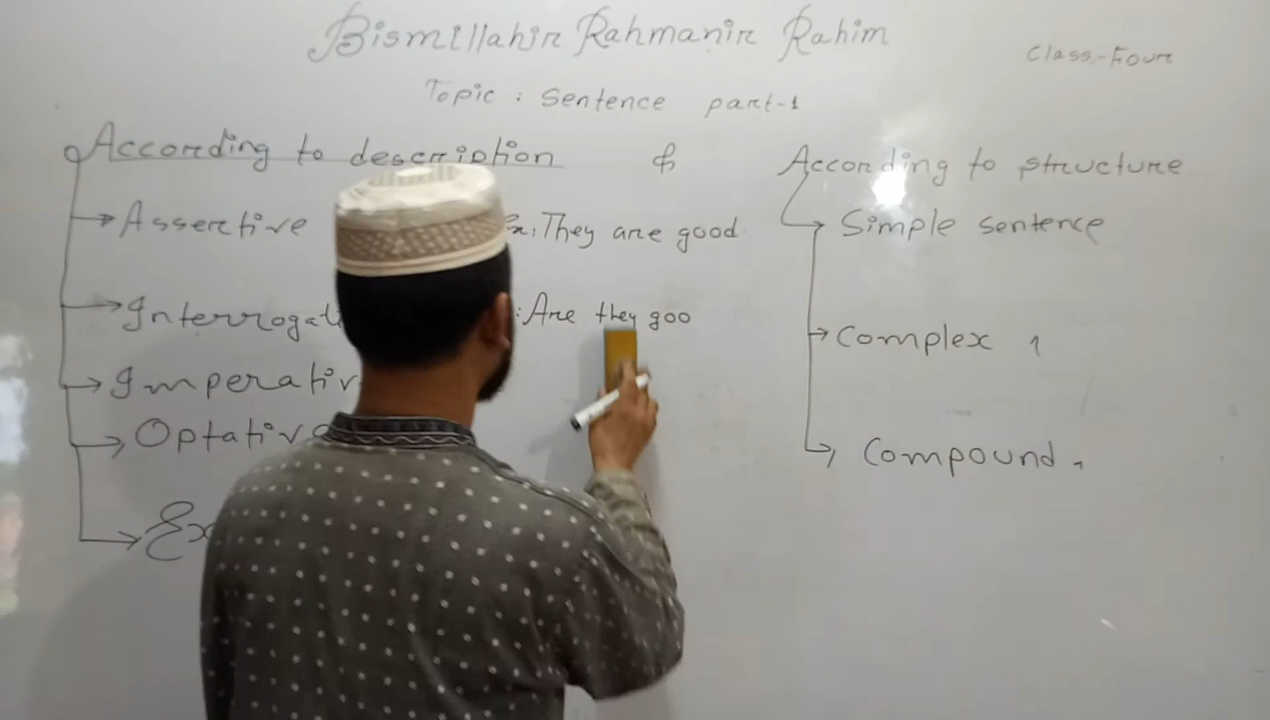 Bismillahir Rahmanir Rahim
Class-Four
Topic : Sentence part-1
According to description &
Assertive They are good
Are they goo
Optative
According to structure
Simple sentence
Complex
Compound